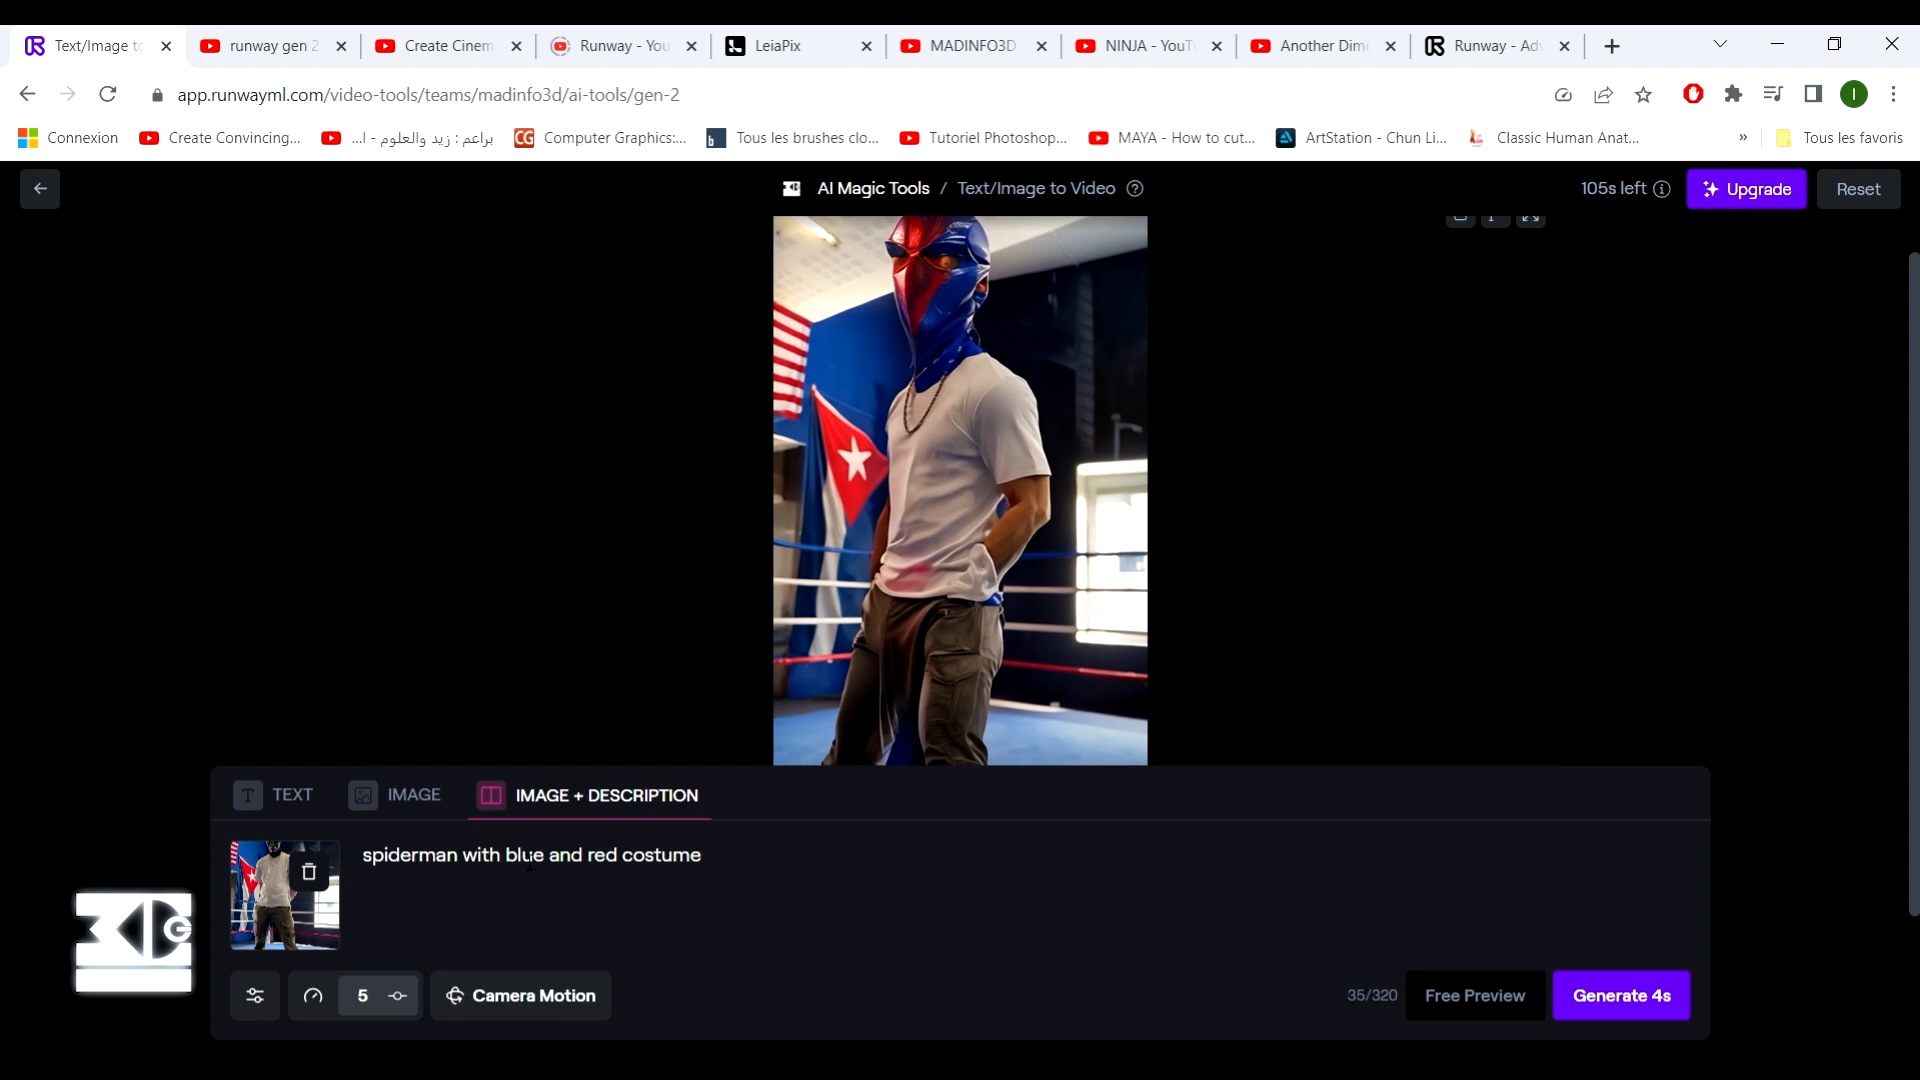 Text/Image to
runway gen 2
Create Cinem
Runway - You
LeiaPix
MADINFO3D
NINJA - YouT
Another Dime
Runway - Adv
app.runwayml.com/video-tools/teams/madinfo3d/ai-tools/gen-2
I
Connexion
Create Convincing...
براعم : زيد والعلوم - ا...
CG
Computer Graphics:...
b
Tous les brushes clo...
Tutoriel Photoshop...
MAYA - How to cut...
ArtStation - Chun Li...
Classic Human Anat...
»
Tous les favoris
AI Magic Tools / Text/Image to Video
105s left
Upgrade
Reset
T TEXT
IMAGE
IMAGE + DESCRIPTION
spiderman with blue and red costume
5
Camera Motion
35/320
Free Preview
Generate 4s